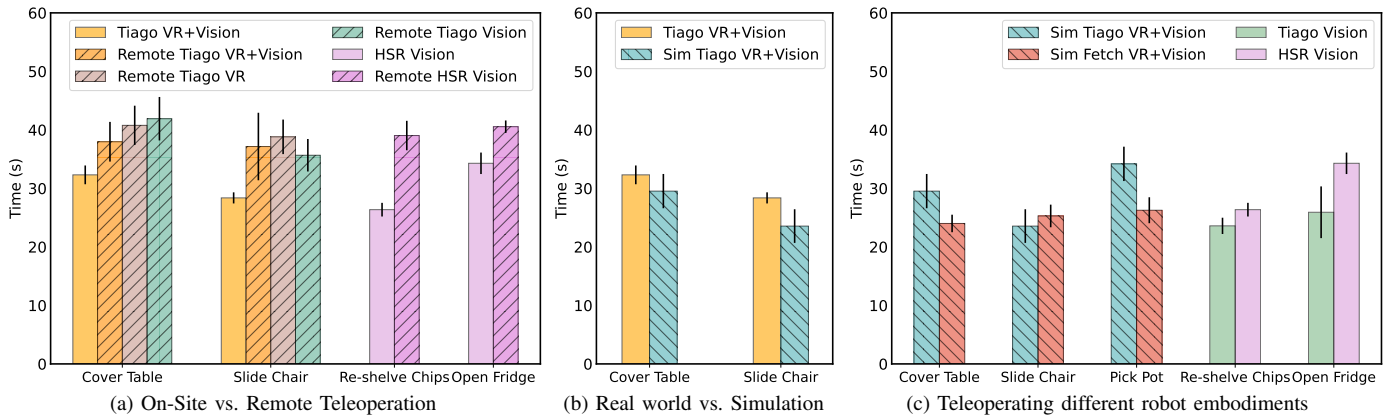 60
50
40
30
20
10
0
Time (s)
Tiago VR+Vision
Remote Tiago VR+Vision
Remote Tiago VR
Remote Tiago Vision
HSR Vision
Remote HSR Vision
Cover Table Slide Chair Re-shelve Chips Open Fridge
(a) On-Site vs. Remote Teleoperation
60
50
40
30
20
10
0
Time (s)
Tiago VR+Vision
Sim Tiago VR+Vision
Cover Table Slide Chair
(b) Real world vs. Simulation
60
50
40
30
20
10
0
Time (s)
Sim Tiago VR+Vision
Sim Fetch VR+Vision
Tiago Vision
HSR Vision
Cover Table Slide Chair Pick Pot Re-shelve Chips Open Fridge
(c) Teleoperating different robot embodiments